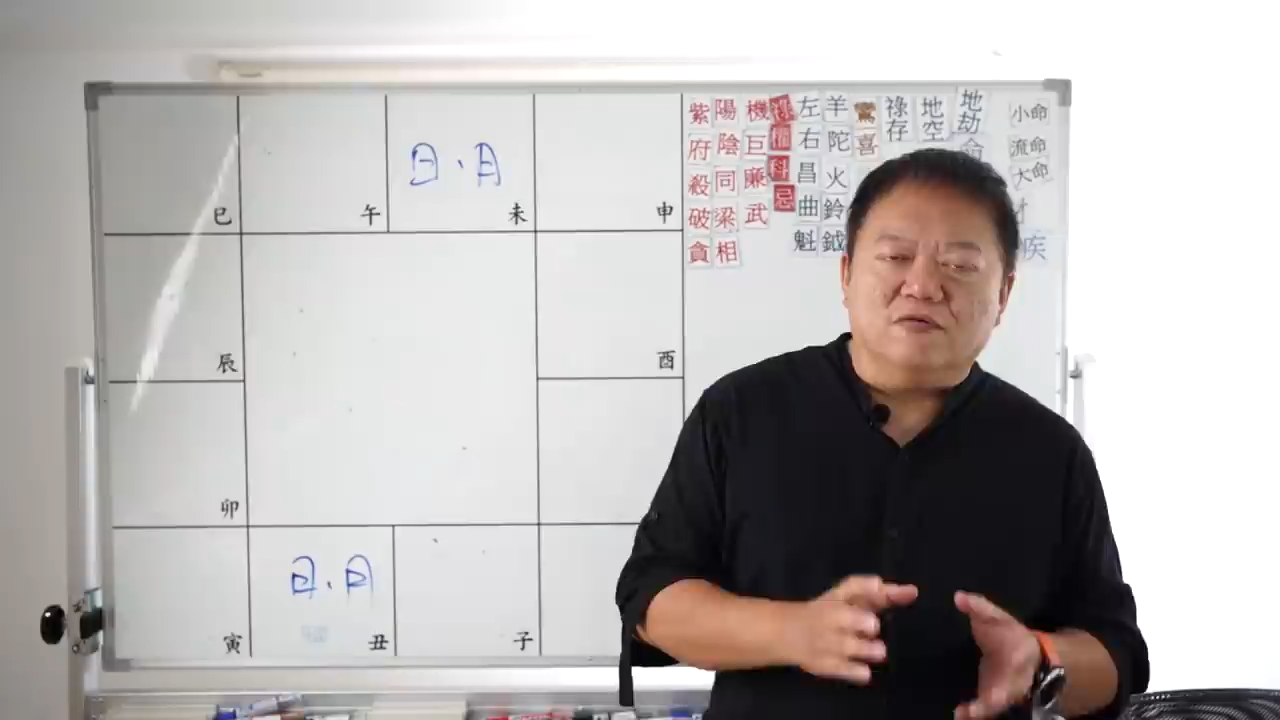 日、月
巳 午 未 申
辰 酉
卯
日、月
寅 丑 子
紫 陽 機 祿 左 羊 鸞 祿存 地空 地劫 小命
府 陰 巨 權 右 陀 喜 流命
殺 同 廉 科 昌 火 大命
破 梁 武 忌 曲 鈴
貪 相 魁 鉞 疾